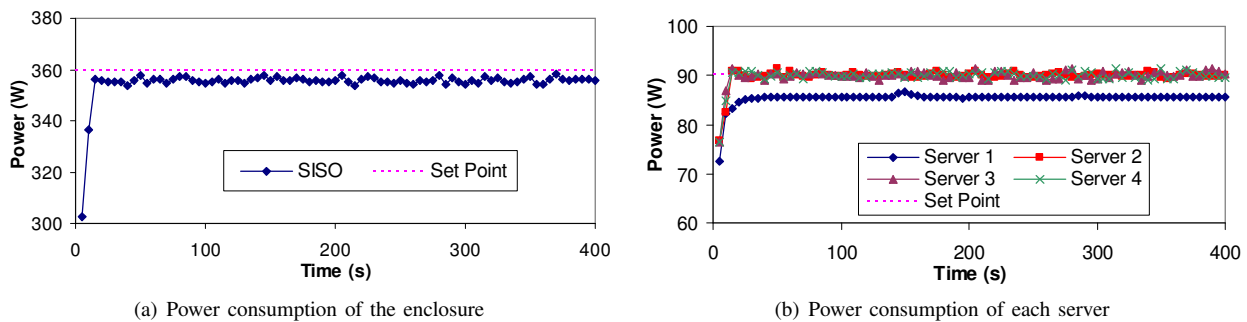 380
360
340
320
300
Power (W)
SISO
Set Point
0
100
200
300
400
Time (s)
(a) Power consumption of the enclosure
100
90
80
70
60
Power (W)
Server 1
Server 2
Server 3
Server 4
Set Point
0
100
200
300
400
Time (s)
(b) Power consumption of each server